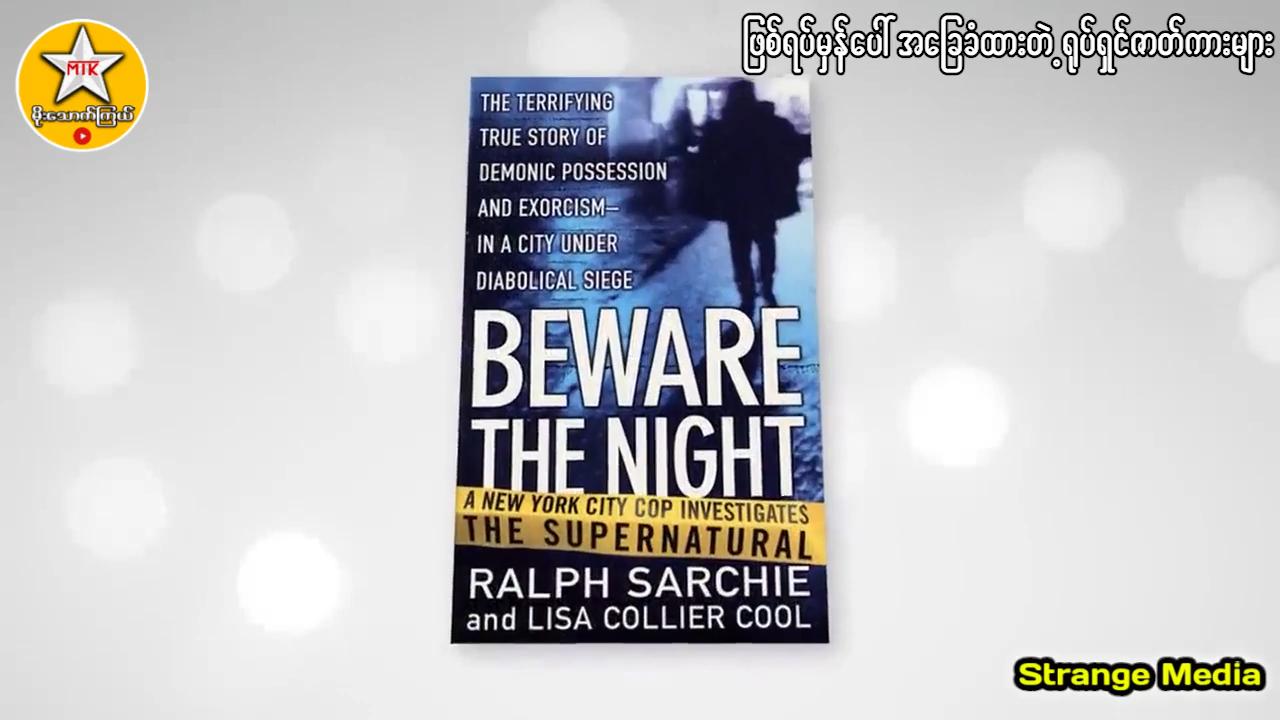 ဖြစ်ရပ်မှန်ပေါ် အခြေခံထားတဲ့ ရုပ်ရှင်ဇာတ်ကားများ
MTK
မိုးသောက်ကြယ်
THE TERRIFYING
TRUE STORY OF
DEMONIC POSSESSION
AND EXORCISM—
IN A CITY UNDER
DIABOLICAL SIEGE
BEWARE
THE NIGHT
A NEW YORK CITY COP INVESTIGATES
THE SUPERNATURAL
RALPH SARCHIE
and LISA COLLIER COOL
Strange Media